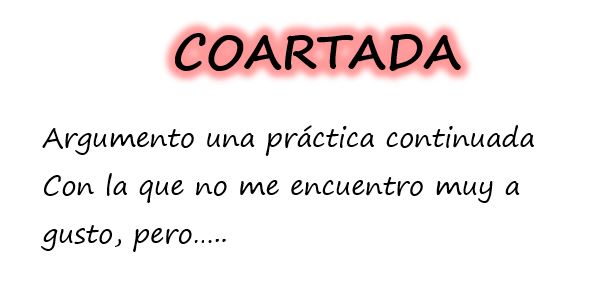 COARTADA
Argumento una práctica continuada
Con la que no me encuentro muy a
gusto, pero…..